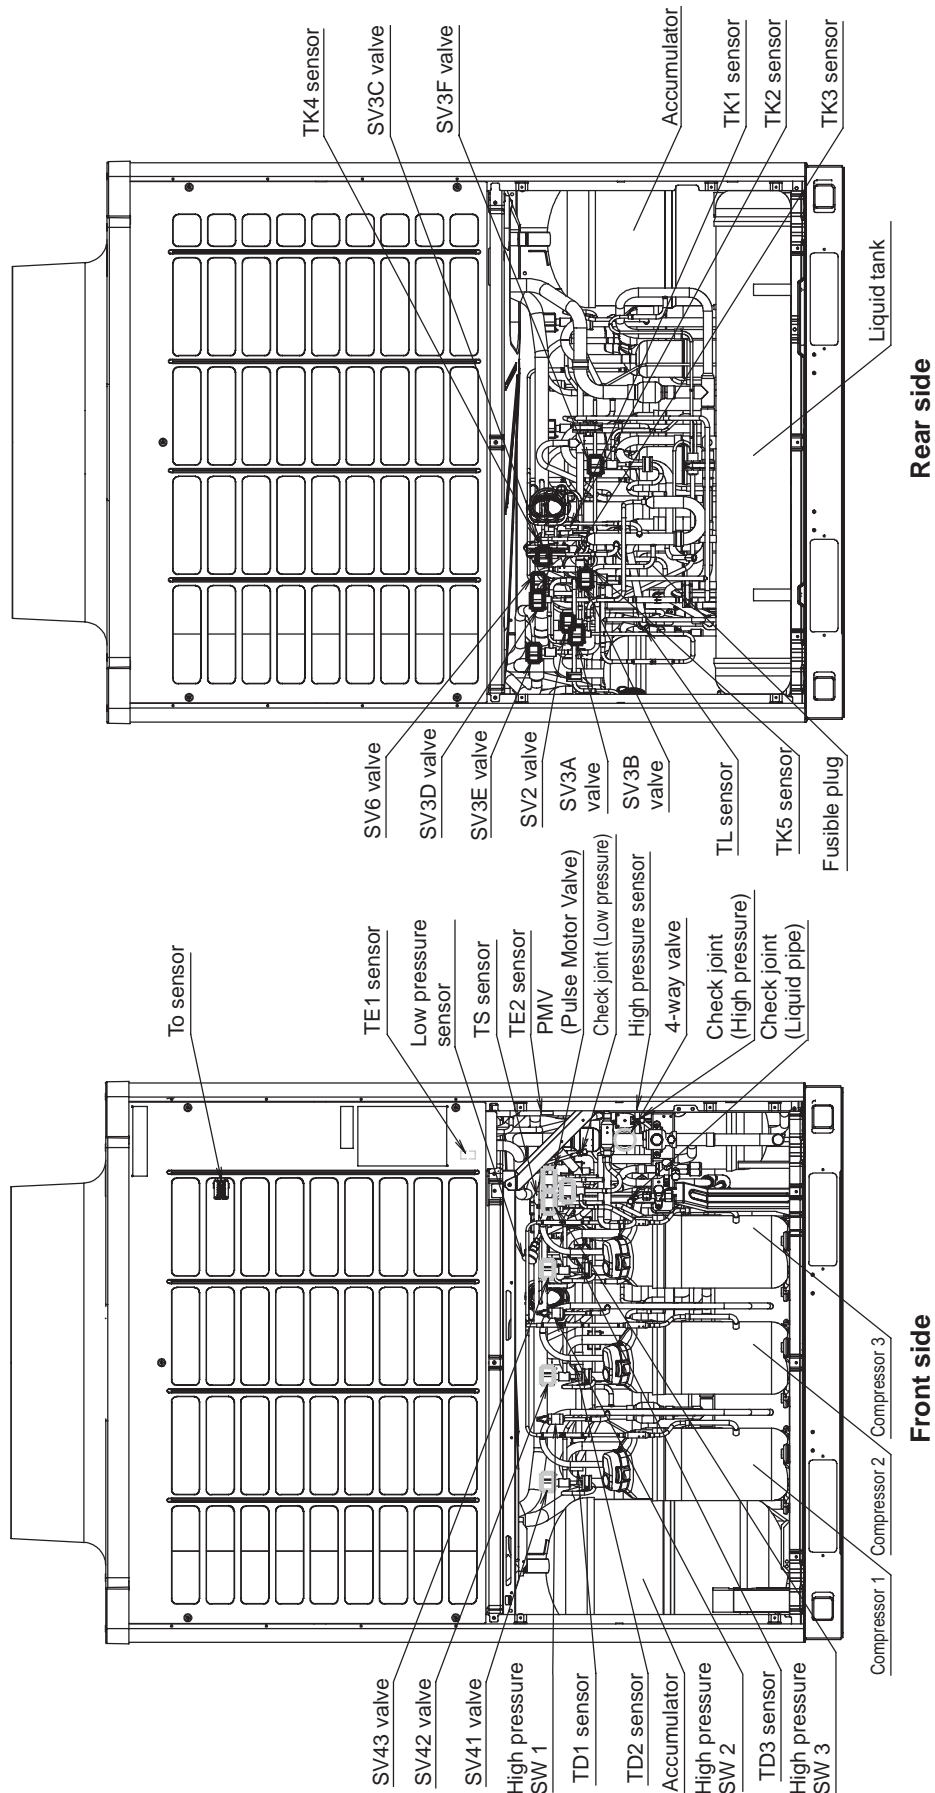 TK4 sensor
SV3C valve
SV3F valve
Accumulator
TK1 sensor
TK2 sensor
TK3 sensor
Liquid tank
SV6 valve
SV3D valve
SV3E valve
SV2 valve
SV3A
valve
SV3B
valve
TL sensor
TK5 sensor
Fusible plug
Rear side
To sensor
TE1 sensor
Low pressure
sensor
TS sensor
TE2 sensor
PMV
(Pulse Motor Valve)
Check joint (Low pressure)
High pressure sensor
4-way valve
Check joint
(High pressure)
Check joint
(Liquid pipe)
SV43 valve
SV42 valve
SV41 valve
High pressure
SW 1
TD1 sensor
TD2 sensor
Accumulator
High pressure
SW 2
TD3 sensor
High pressure
SW 3
Compressor 1
Compressor 2
Compressor 3
Front side